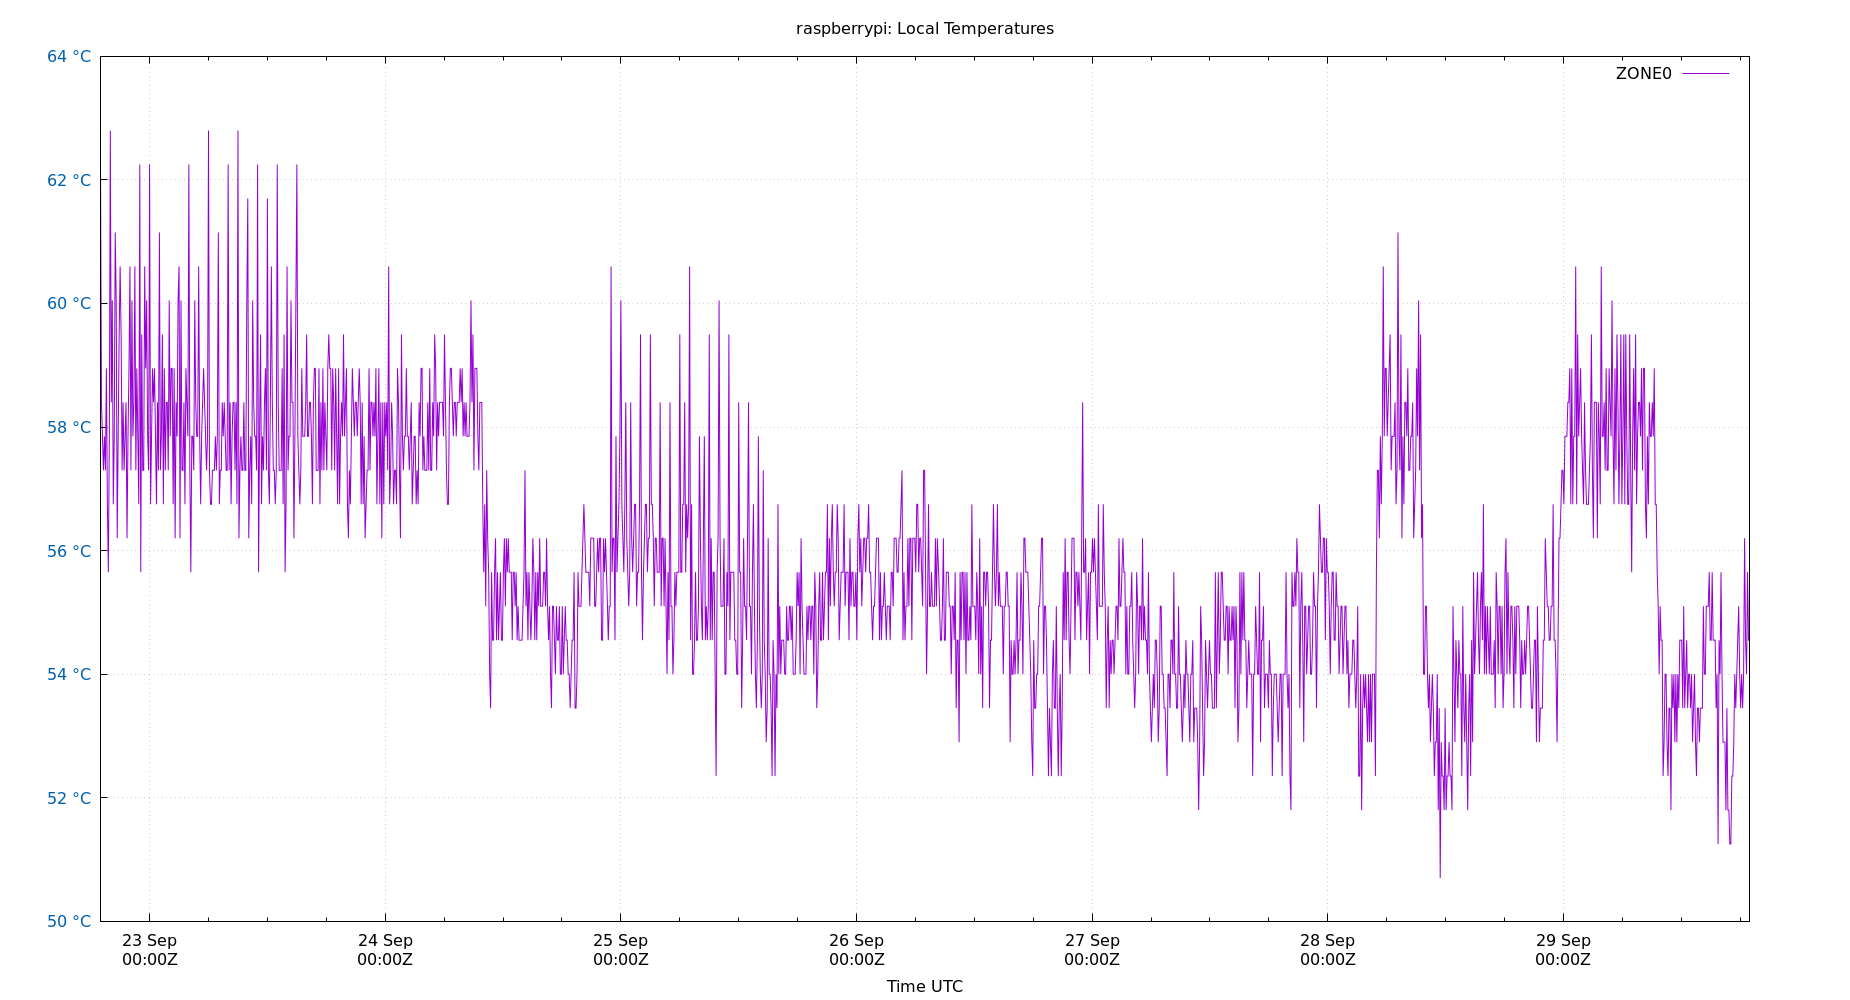 raspberrypi: Local Temperatures
64 °C
ZONE0
62 °C
60 °C
58 °C
56 °C
54 °C
52 °C
50 °C
23 Sep
00:00Z
24 Sep
00:00Z
25 Sep
00:00Z
26 Sep
00:00Z
27 Sep
00:00Z
28 Sep
00:00Z
29 Sep
00:00Z
Time UTC